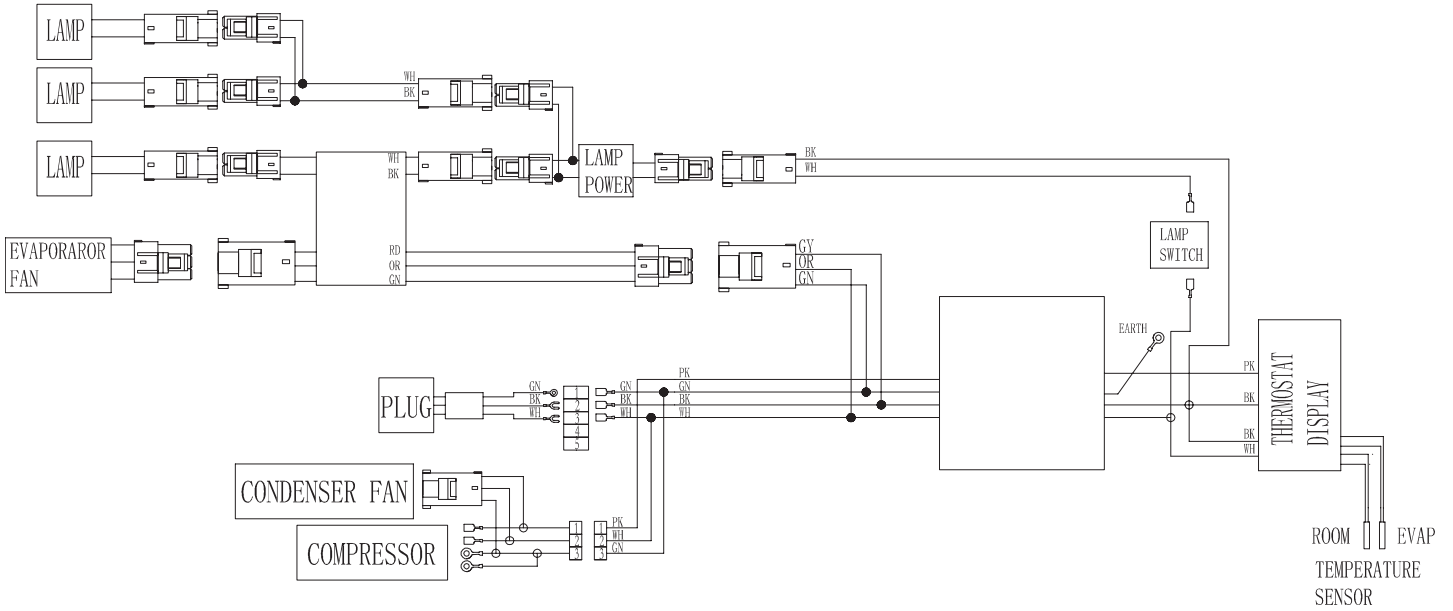 LAMP
LAMP
WH
BK
LAMP
WH
BK
LAMP
POWER
BK
WH
EVAPORAROR
FAN
RD
OR
GN
GY
OR
GN
LAMP
SWITCH
EARTH
PLUG
GN
BK
WH
1
2
3
4
5
GN
BK
WH
PK
GN
BK
WH
PK
BK
BK
WH
THERMOSTAT
DISPLAY
CONDENSER FAN
COMPRESSOR
1
2
3
1
2
3
PK
WH
GN
ROOM
EVAP
TEMPERATURE
SENSOR